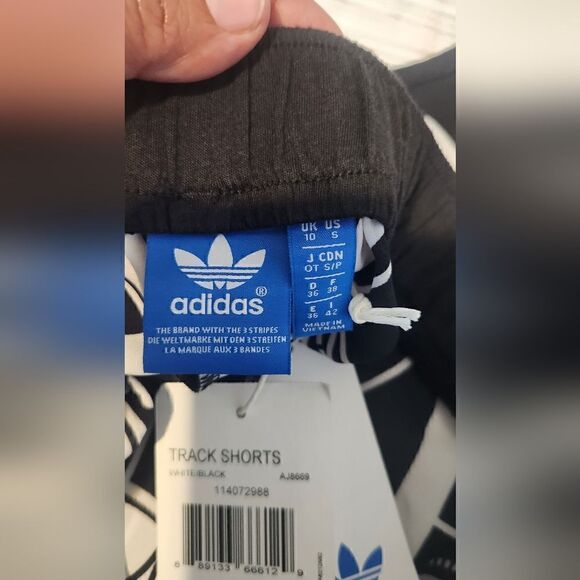 adidas®
THE BRAND WITH THE 3 STRIPES
DIE WELTMARKE MIT DEN 3 STREIFEN
LA MARQUE AUX 3 BANDES
UK US
10 S
J CDN
OT S/P
D F
36 38
E I
36 42
MADE IN
VIETNAM
TRACK SHORTS
WHITE/BLACK AJ8669
114072988
8 89133 66612 9